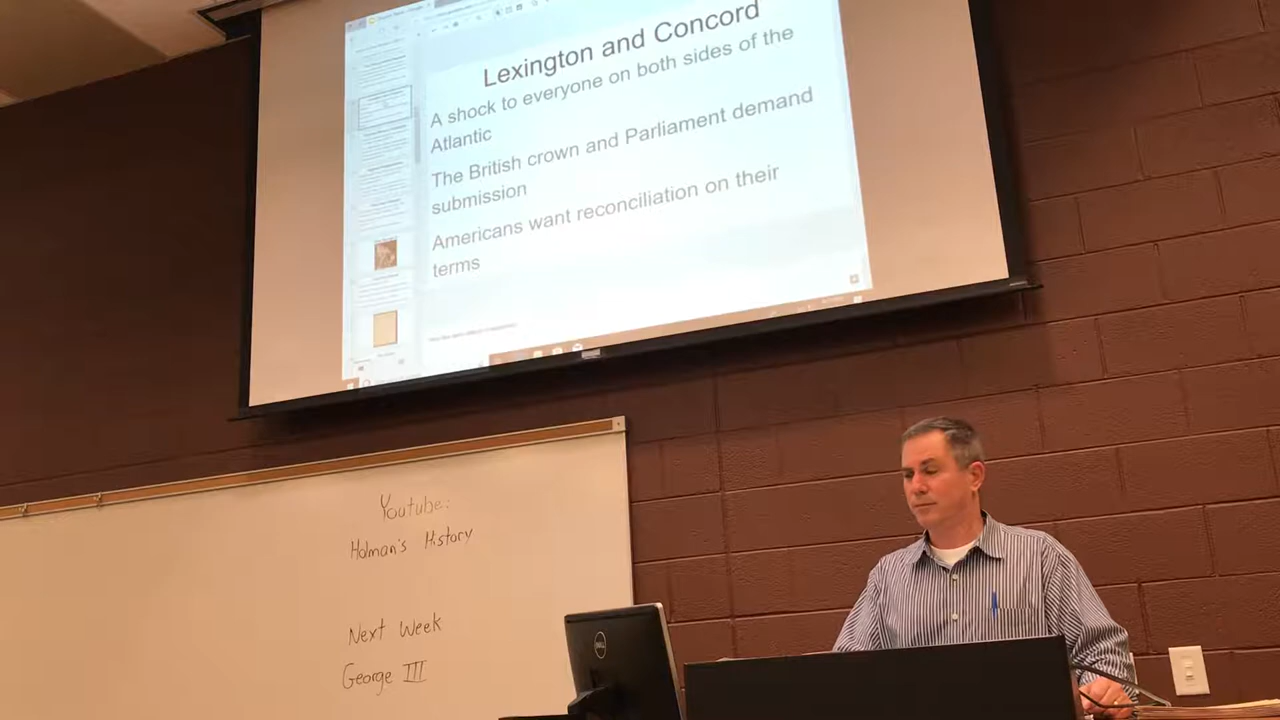 Lexington and Concord
A shock to everyone on both sides of the
Atlantic
The British crown and Parliament demand
submission
Americans want reconciliation on their
terms
Youtube:
Holman's History
Next Week
George III
DELL